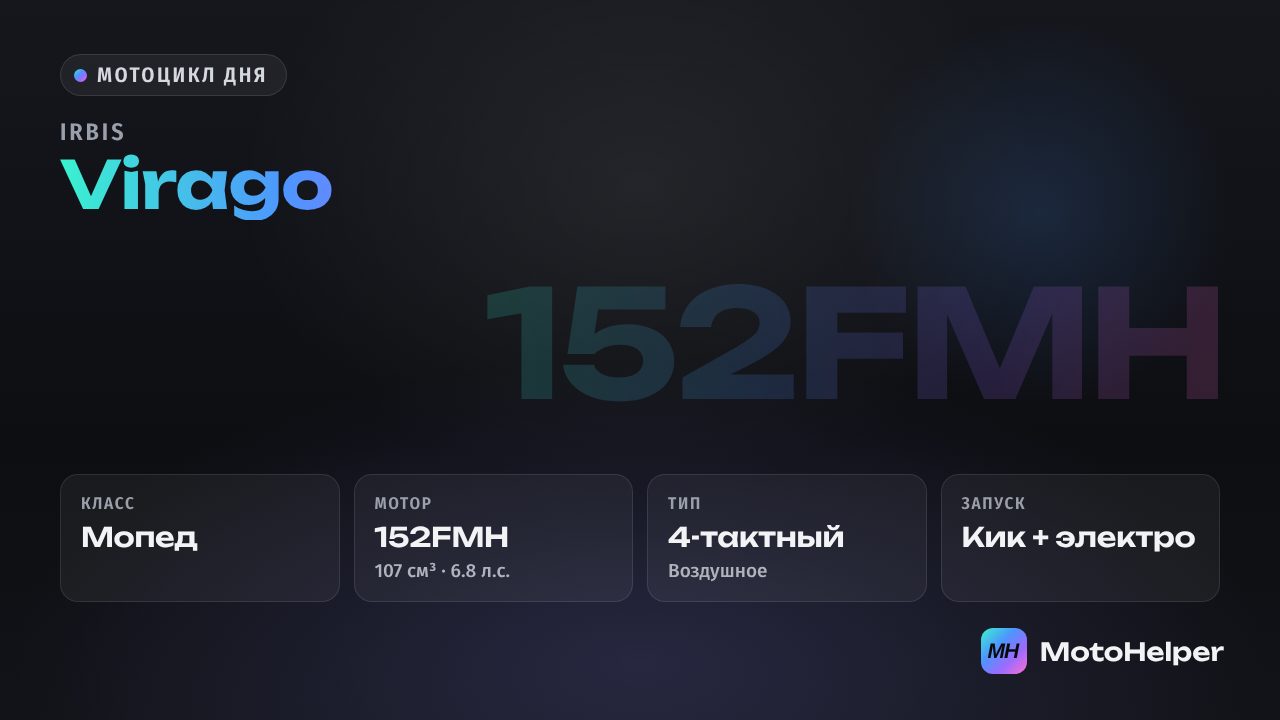 МОТОЦИКЛ ДНЯ
IRBIS
Virago
152FMH
КЛАСС
Мопед
МОТОР
152FMH
107 см³ · 6.8 л.с.
ТИП
4-тактный
Воздушное
ЗАПУСК
Кик + электро
MH MotoHelper